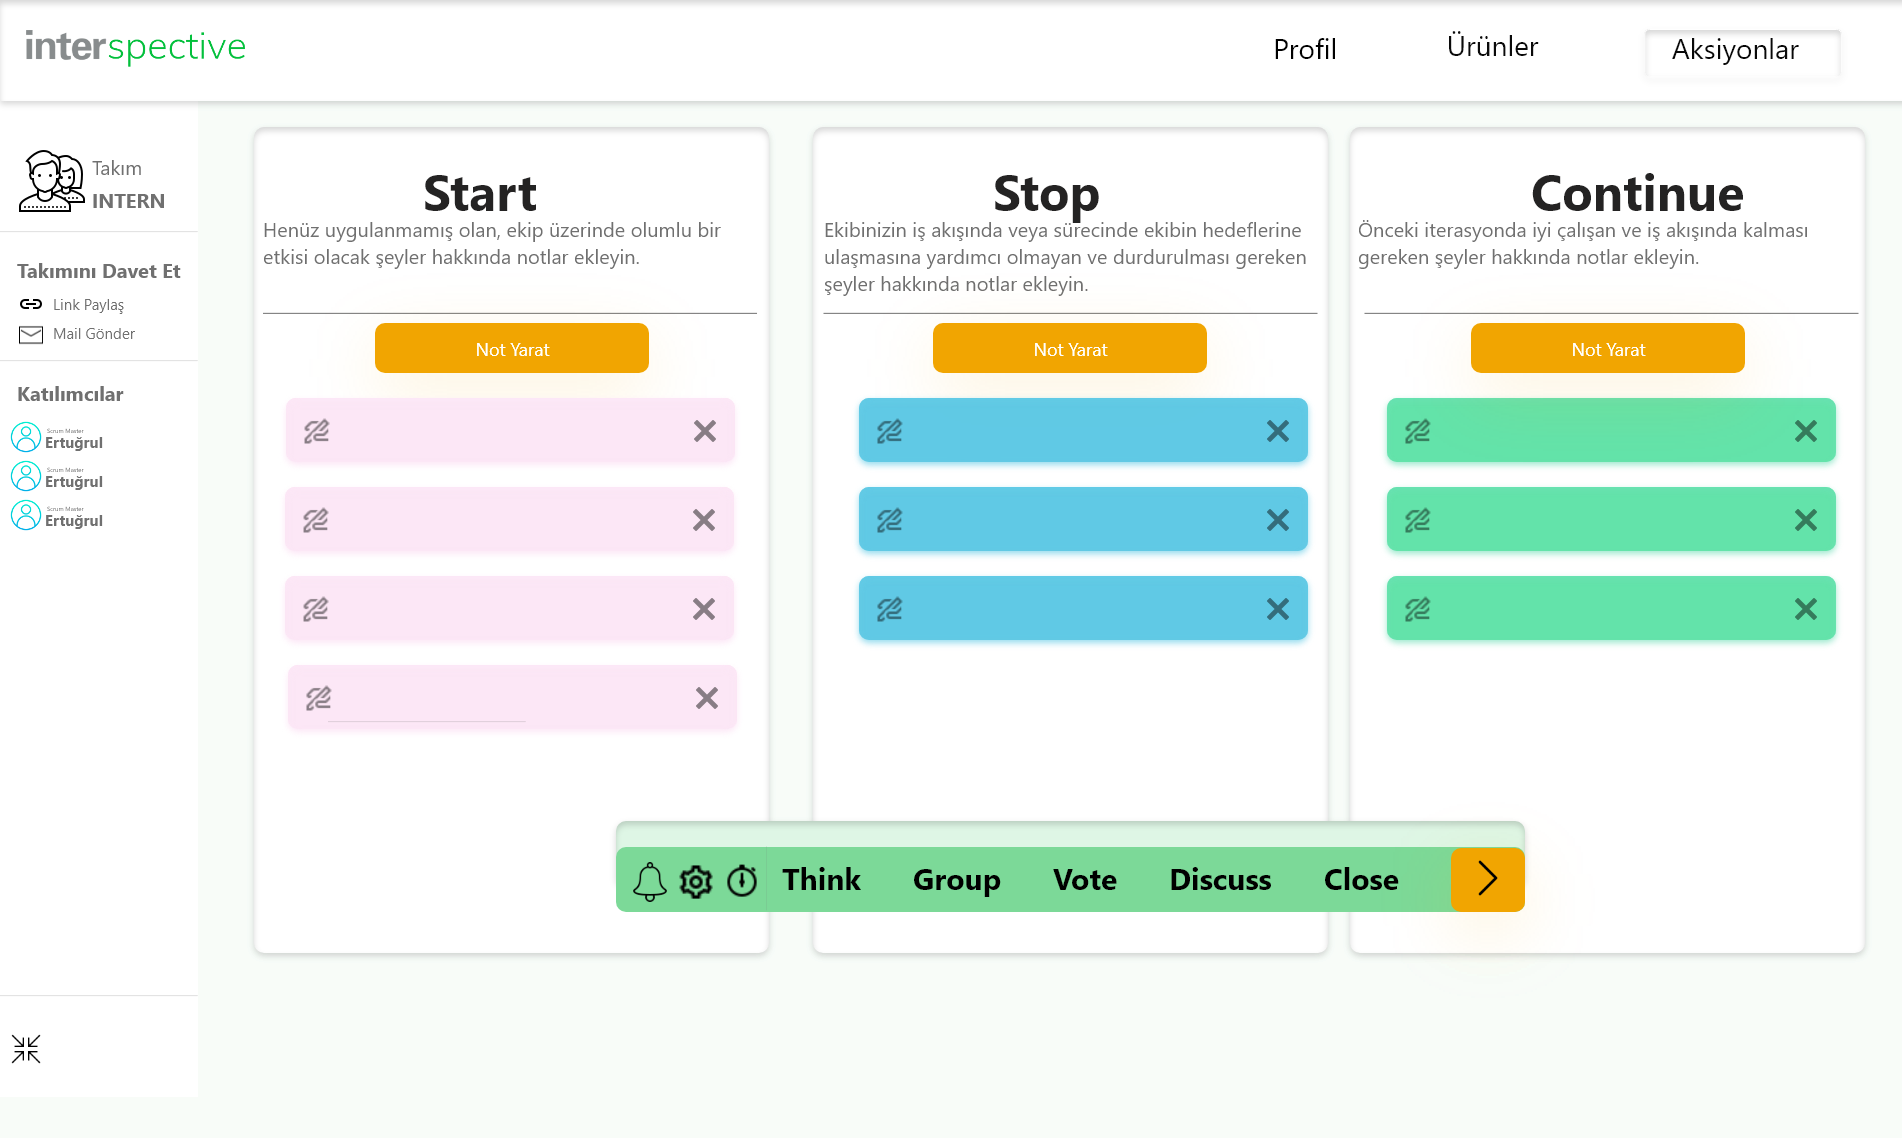 interspective
Profil
Ürünler
Aksiyonlar
Takım
INTERN
Takımını Davet Et
Link Paylaş
Mail Gönder
Katılımcılar
Scrum Master
Ertuğrul
Scrum Master
Ertuğrul
Scrum Master
Ertuğrul
Start
Henüz uygulanmamış olan, ekip üzerinde olumlu bir
etkisi olacak şeyler hakkında notlar ekleyin.
Not Yarat
Stop
Ekibinizin iş akışında veya sürecinde ekibin hedeflerine
ulaşmasına yardımcı olmayan ve durdurulması gereken
şeyler hakkında notlar ekleyin.
Not Yarat
Continue
Önceki iterasyonda iyi çalışan ve iş akışında kalması
gereken şeyler hakkında notlar ekleyin.
Not Yarat
Think
Group
Vote
Discuss
Close